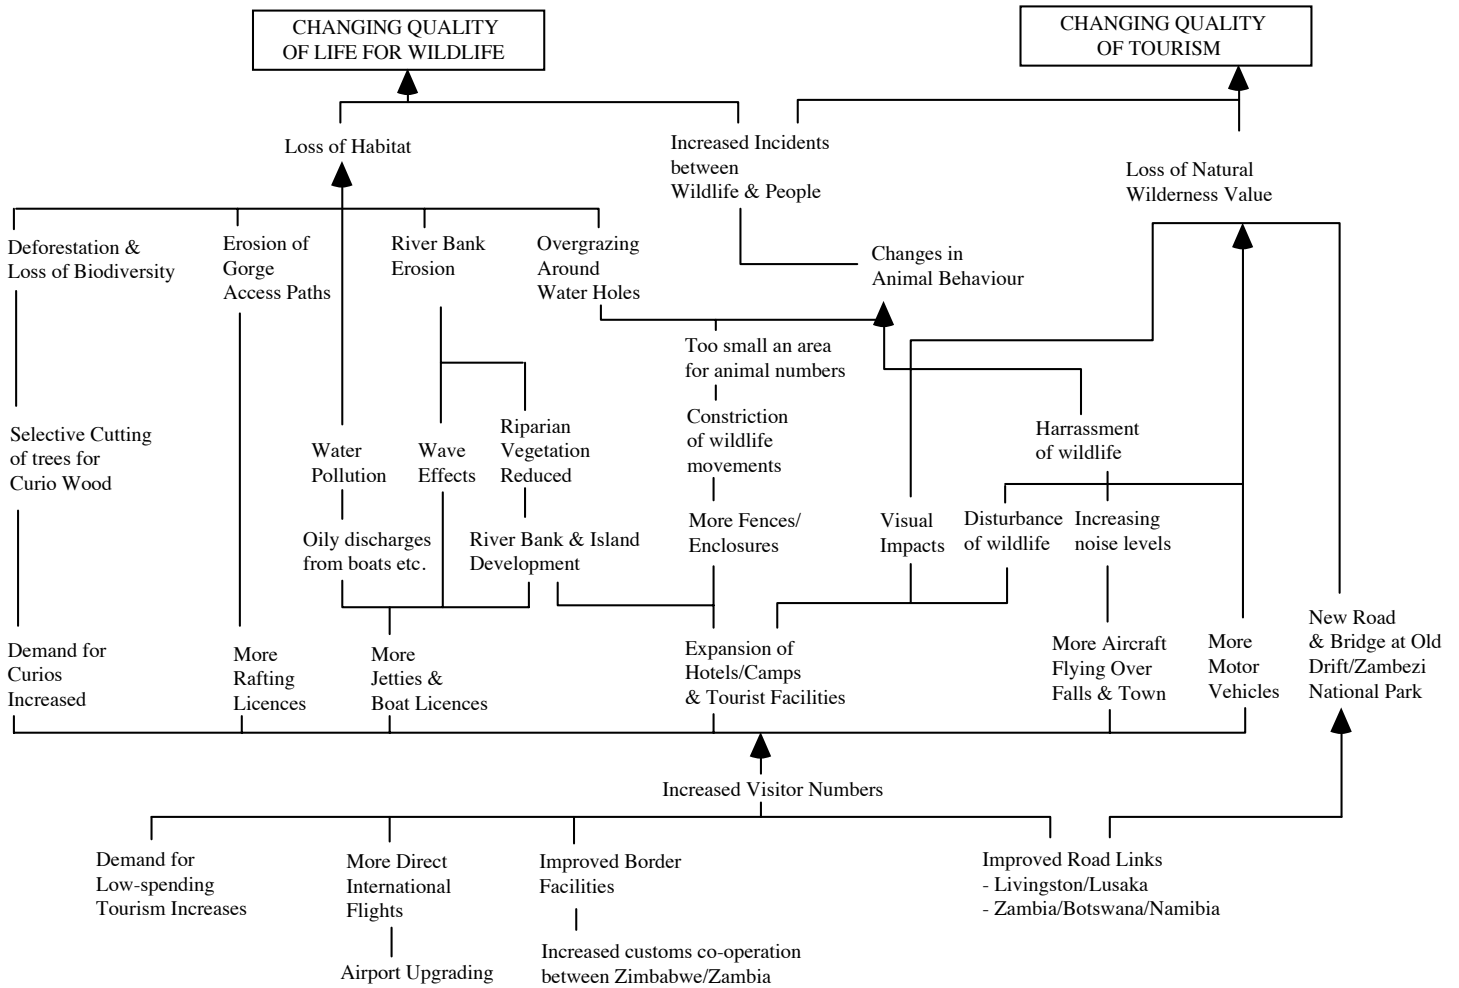 CHANGING QUALITY
OF LIFE FOR WILDLIFE
CHANGING QUALITY
OF TOURISM
Loss of Habitat
Increased Incidents
between
Wildlife & People
Loss of Natural
Wilderness Value
Deforestation &
Loss of Biodiversity
Erosion of
Gorge
Access Paths
River Bank
Erosion
Overgrazing
Around
Water Holes
Changes in
Animal Behaviour
Too small an area
for animal numbers
Selective Cutting
of trees for
Curio Wood
Water
Pollution
Wave
Effects
Riparian
Vegetation
Reduced
Constriction
of wildlife
movements
Harrassment
of wildlife
Oily discharges
from boats etc.
River Bank & Island
Development
More Fences/
Enclosures
Visual
Impacts
Disturbance
of wildlife
Increasing
noise levels
Demand for
Curios
Increased
More
Rafting
Licences
More
Jetties &
Boat Licences
Expansion of
Hotels/Camps
& Tourist Facilities
More Aircraft
Flying Over
Falls & Town
More
Motor
Vehicles
New Road
& Bridge at Old
Drift/Zambezi
National Park
Increased Visitor Numbers
Demand for
Low-spending
Tourism Increases
More Direct
International
Flights
Improved Border
Facilities
Improved Road Links
- Livingston/Lusaka
- Zambia/Botswana/Namibia
Airport Upgrading
Increased customs co-operation
between Zimbabwe/Zambia